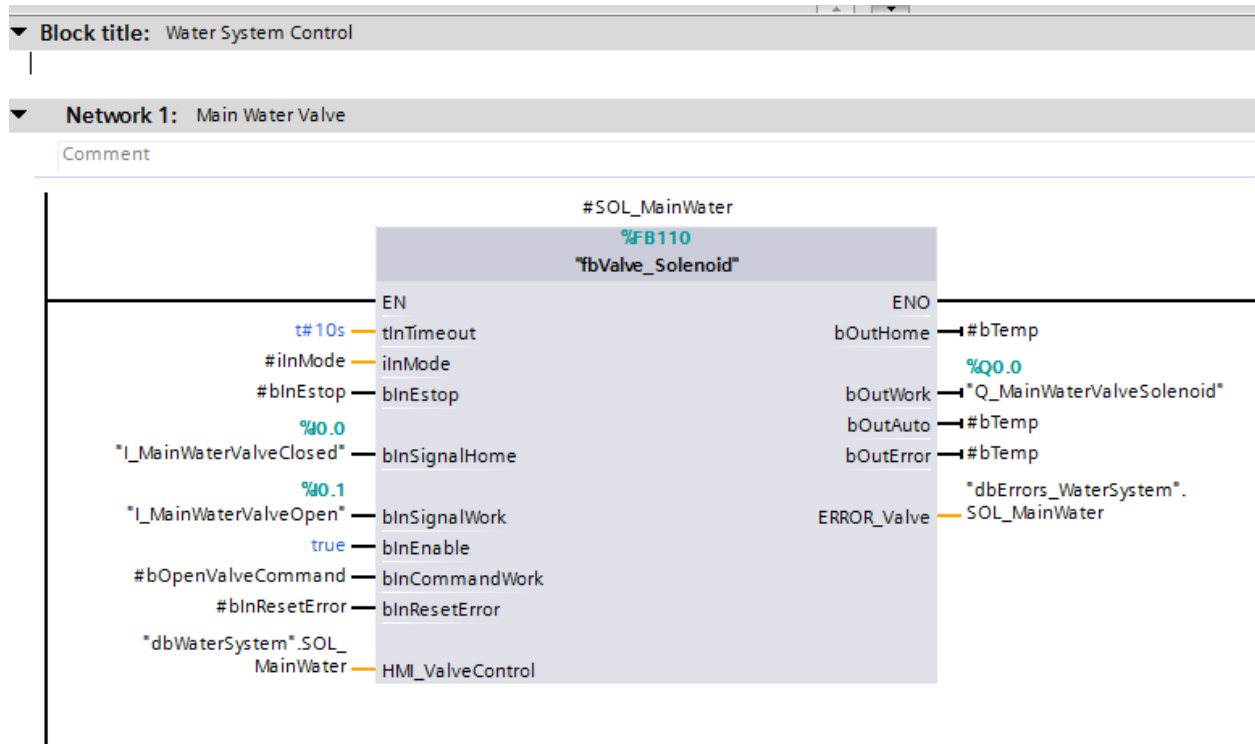 Block title: Water System Control
Network 1: Main Water Valve
Comment
#SOL_MainWater
%FB110
"fbValve_Solenoid"
EN ENO
t#10s tInTimeout bOutHome #bTemp
#iInMode iInMode %Q0.0
#bInEstop bInEstop bOutWork "Q_MainWaterValveSolenoid"
%I0.0 bOutAuto #bTemp
"I_MainWaterValveClosed" bInSignalHome bOutError #bTemp
%I0.1 "dbErrors_WaterSystem".
"I_MainWaterValveOpen" bInSignalWork ERROR_Valve SOL_MainWater
true bInEnable
#bOpenValveCommand bInCommandWork
#bInResetError bInResetError
"dbWaterSystem".SOL_
MainWater HMI_ValveControl